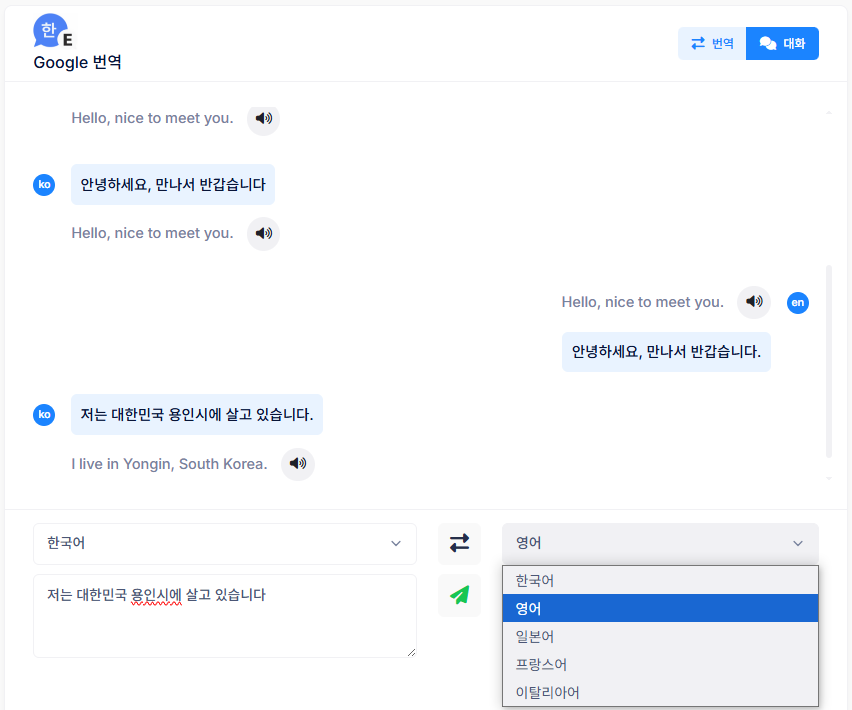 한
E
Google 번역
번역
대화
Hello, nice to meet you.
ko
안녕하세요, 만나서 반갑습니다
Hello, nice to meet you.
Hello, nice to meet you.
en
안녕하세요, 만나서 반갑습니다.
ko
저는 대한민국 용인시에 살고 있습니다.
I live in Yongin, South Korea.
한국어
영어
저는 대한민국 용인시에 살고 있습니다
한국어
영어
일본어
프랑스어
이탈리아어